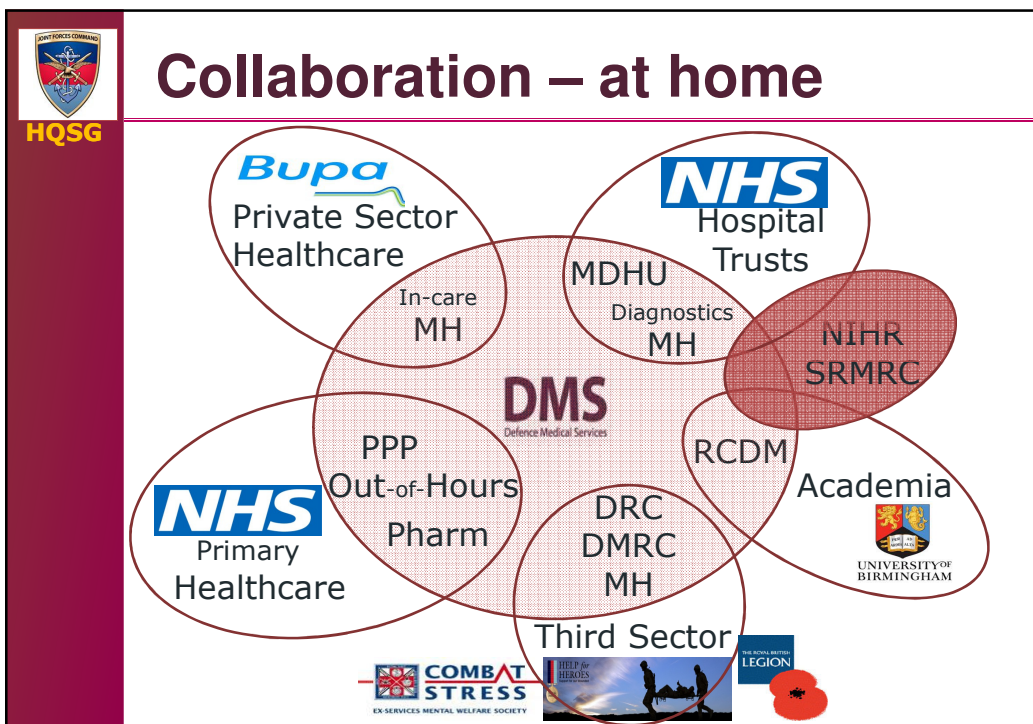 JOINT FORCES COMMAND
HQSG
Collaboration – at home
Bupa
Private Sector
Healthcare
In-care
MH
NHS
Hospital
Trusts
MDHU
Diagnostics
MH
NIHR
SRMRC
DMS
Defence Medical Services
RCDM
Academia
UNIVERSITY OF
BIRMINGHAM
PPP
Out-of-Hours
Pharm
NHS
Primary
Healthcare
DRC
DMRC
MH
Third Sector
COMBAT
STRESS
EX-SERVICES MENTAL WELFARE SOCIETY
HELP for
HEROES
THE ROYAL BRITISH
LEGION